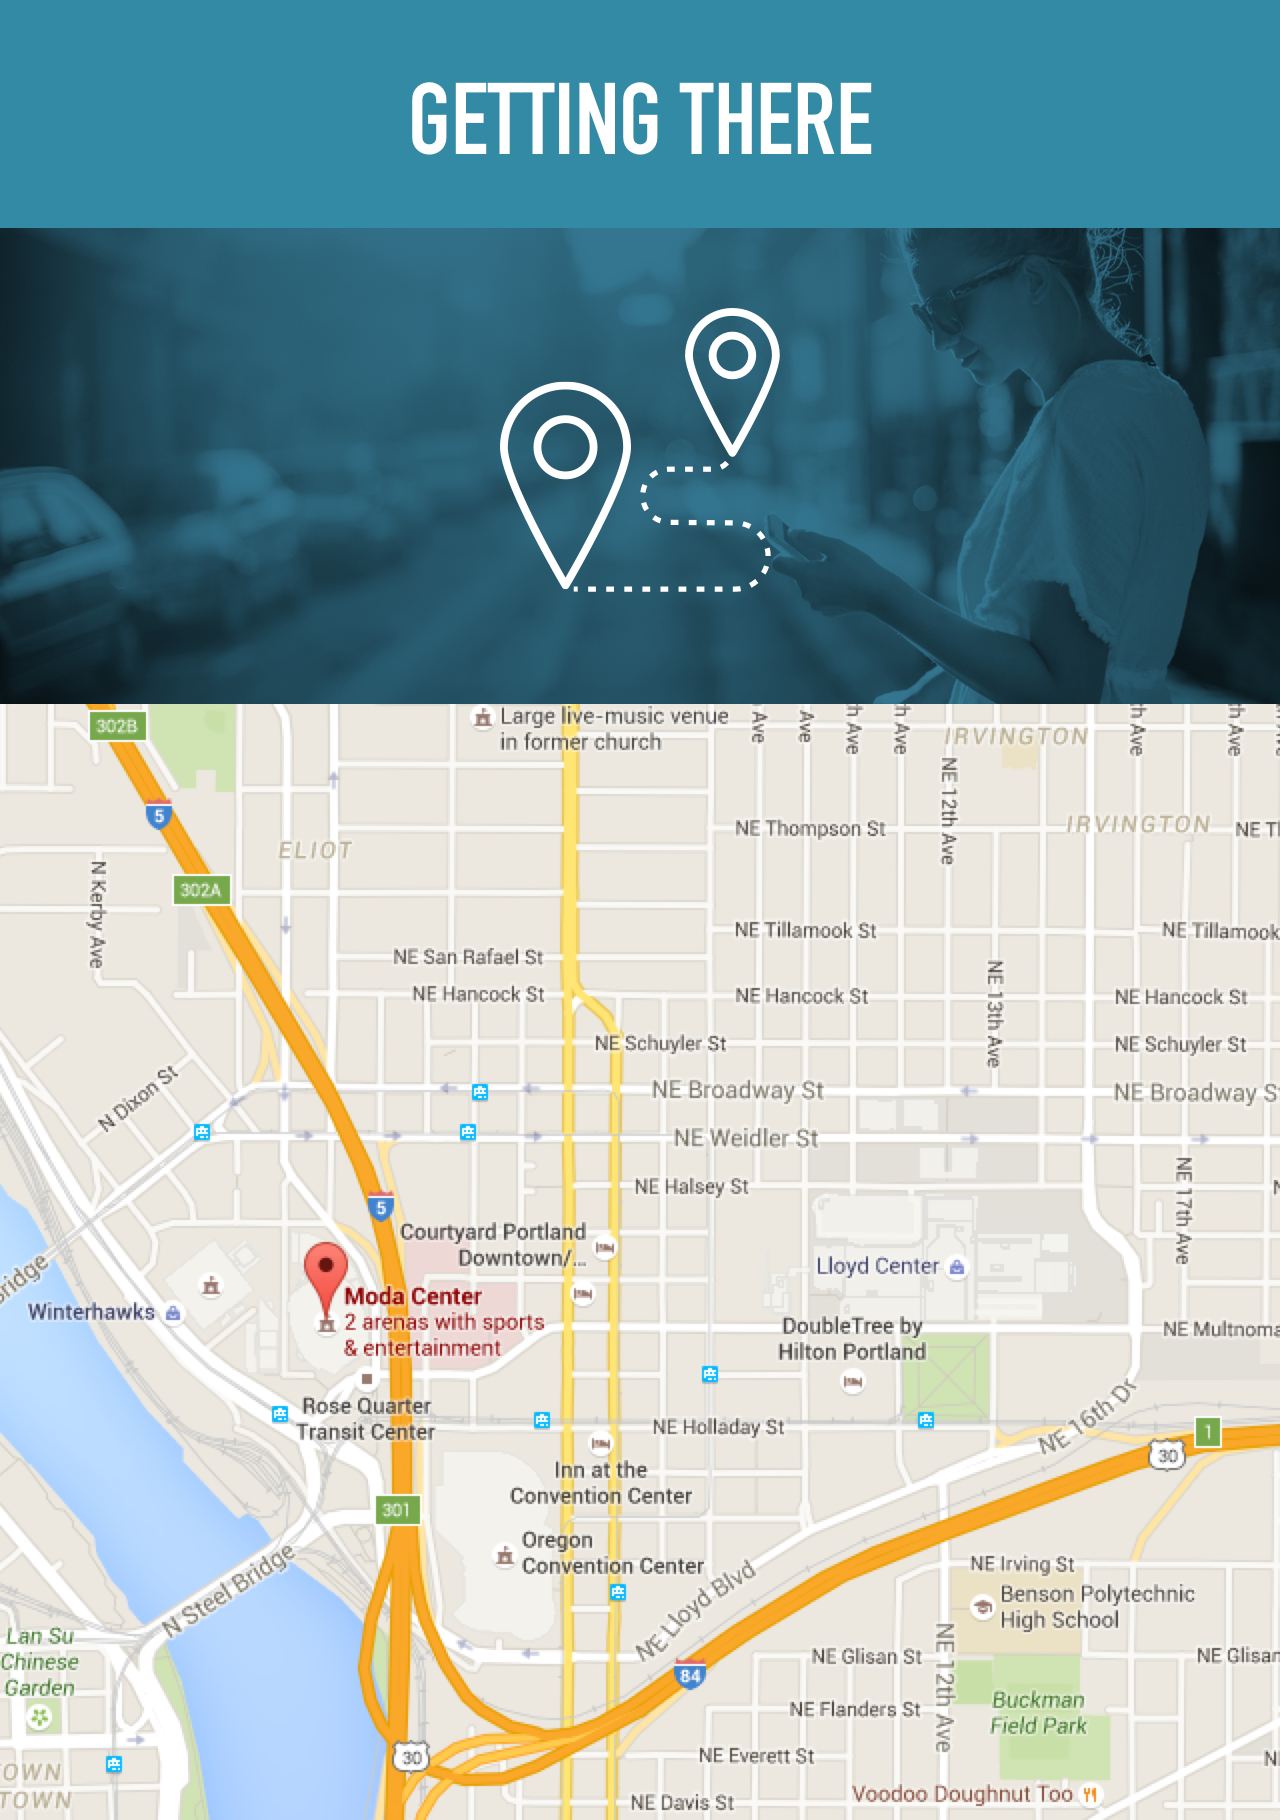 GETTING THERE
302B
Large live-music venue
in former church
Ave
Ave
h Ave
h Ave
IRVINGTON
th Ave
th Ave
NE 12th Ave
5
NE Thompson St
IRVINGTON
NE Tl
ELIOT
302A
N Kerby Ave
NE Tillamook St
NE Tillamook
NE San Rafael St
NE Hancock St
NE Hancock St
NE 13th Ave
NE Hancock St
NE Schuyler St
NE Schuyler St
N Dixon St
NE Broadway St
NE Broadway S
NE Weidler St
NE Halsey St
NE 17th Ave
N
5
Courtyard Portland
Downtown/...
Bridge
Lloyd Center
Winterhawks
Moda Center
2 arenas with sports
& entertainment
DoubleTree by
Hilton Portland
NE Multnoma
Rose Quarter
Transit Center
NE Holladay St
NE 16th Dr
1
30
Inn at the
Convention Center
301
Oregon
Convention Center
N Steel Bridge
NE Lloyd Blvd
NE Irving St
Benson Polytechnic
High School
Lan Su
Chinese
Garden
NE 12th Ave
NE Glisan St
NE Glisan
84
NE Flanders St
Buckman
Field Park
30
NE Everett St
N
OWN
TOWN
Voodoo Doughnut Too
NE Davis St